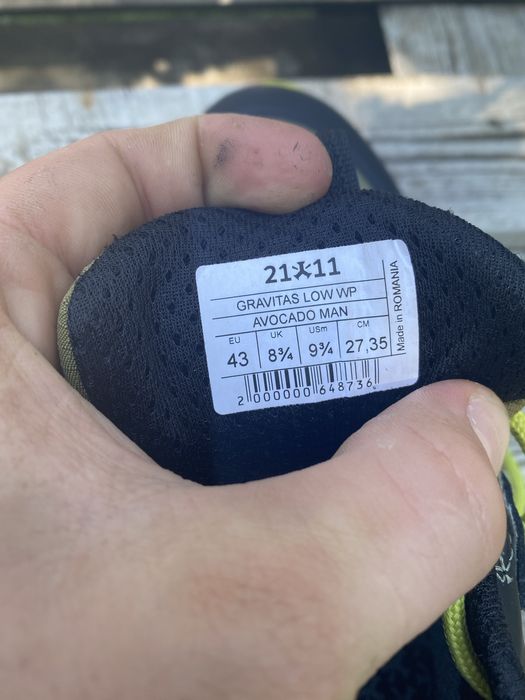 21 11
GRAVITAS LOW WP
AVOCADO MAN
EU UK USm CM
43 8¾ 9¾ 27,35
2 000000 648736
Made in ROMANIA